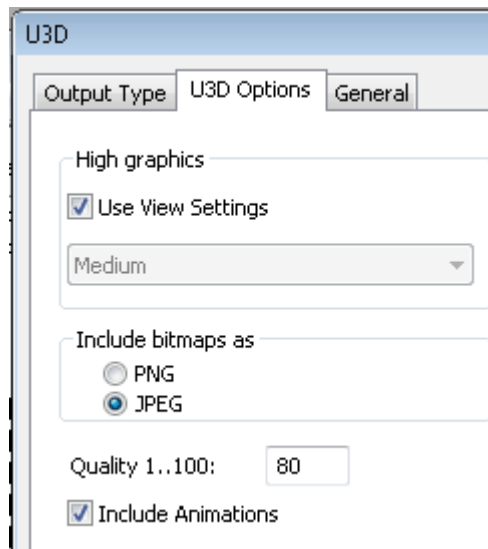 U3D
Output Type U3D Options General
High graphics
Use View Settings
Medium
Include bitmaps as
PNG
JPEG
Quality 1..100: 80
Include Animations